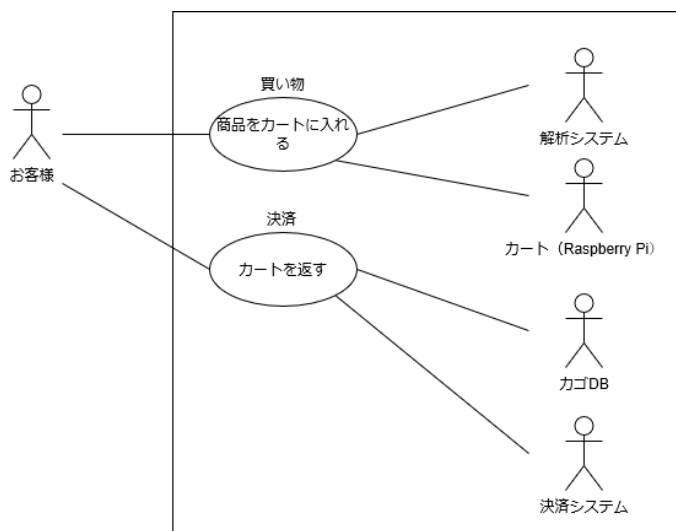 買い物
商品をカートに入れ
る
お客様
解析システム
カート（Raspberry Pi）
決済
カートを返す
カゴDB
決済システム